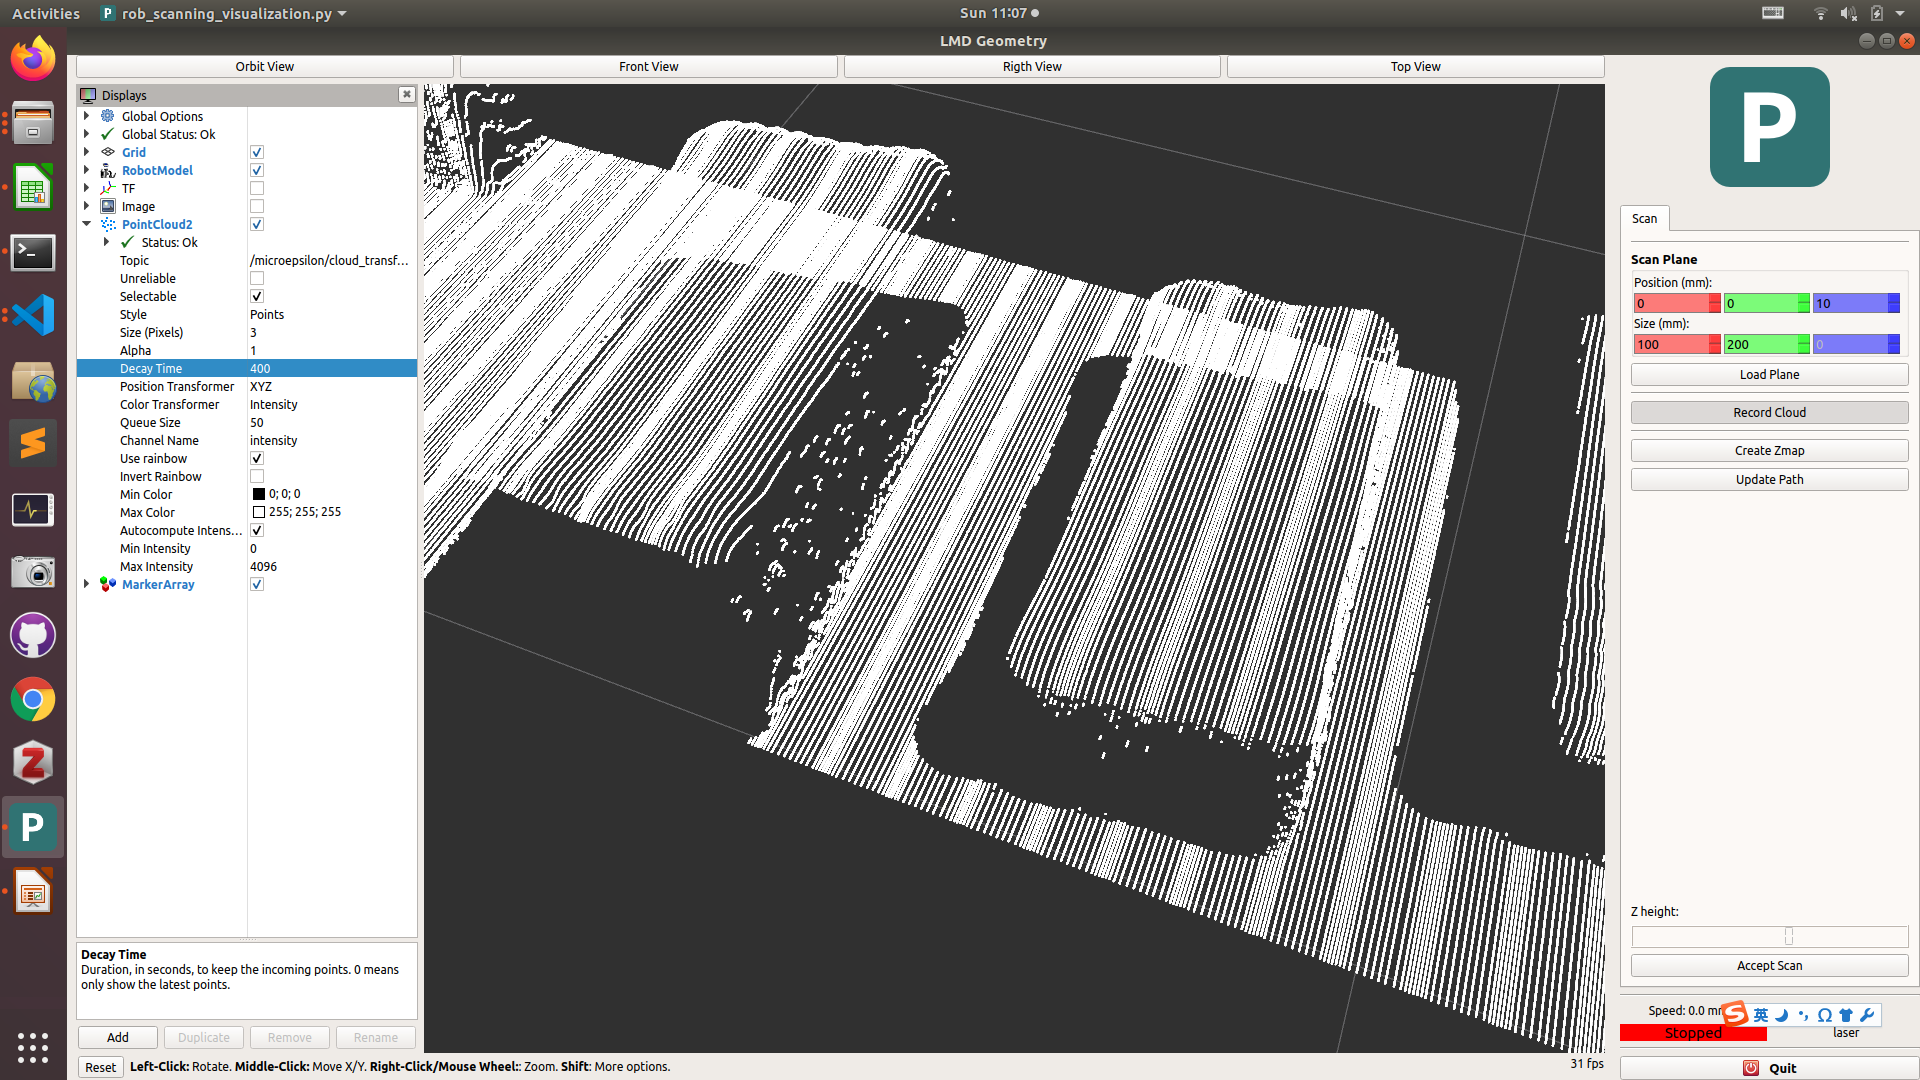 Activities
P rob_scanning_visualization.py
Sun 11:07
LMD Geometry
Orbit View
Front View
Rigth View
Top View
Displays
Global Options
Global Status: Ok
Grid
RobotModel
TF
Image
PointCloud2
Status: Ok
Topic /microepsilon/cloud_transf...
Unreliable
Selectable
Style Points
Size (Pixels) 3
Alpha 1
Decay Time 400
Position Transformer XYZ
Color Transformer Intensity
Queue Size 50
Channel Name intensity
Use rainbow
Invert Rainbow
Min Color 0; 0; 0
Max Color 255; 255; 255
Autocompute Intens...
Min Intensity 0
Max Intensity 4096
MarkerArray
Decay Time
Duration, in seconds, to keep the incoming points. 0 means
only show the latest points.
Add
Duplicate
Remove
Rename
Reset
Left-Click: Rotate. Middle-Click: Move X/Y. Right-Click/Mouse Wheel:: Zoom. Shift: More options.
31 fps
P
Scan
Scan Plane
Position (mm):
0 0 10
Size (mm):
100 200 0
Load Plane
Record Cloud
Create Zmap
Update Path
Z height:
Accept Scan
Speed: 0.0
S 英
Stopped
laser
Quit
P
Z